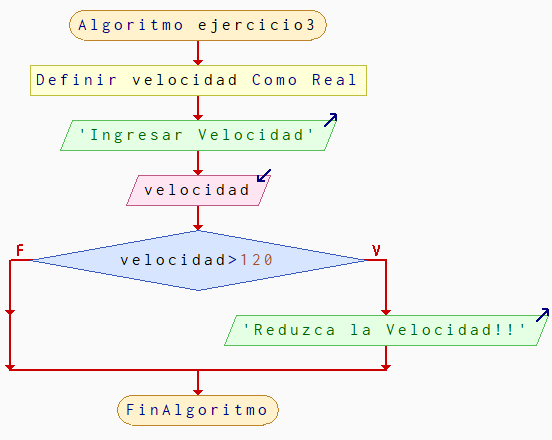 Algoritmo ejercicio3
Definir velocidad Como Real
'Ingresar Velocidad'
velocidad
F
velocidad>120
V
'Reduzca la Velocidad!!'
FinAlgoritmo